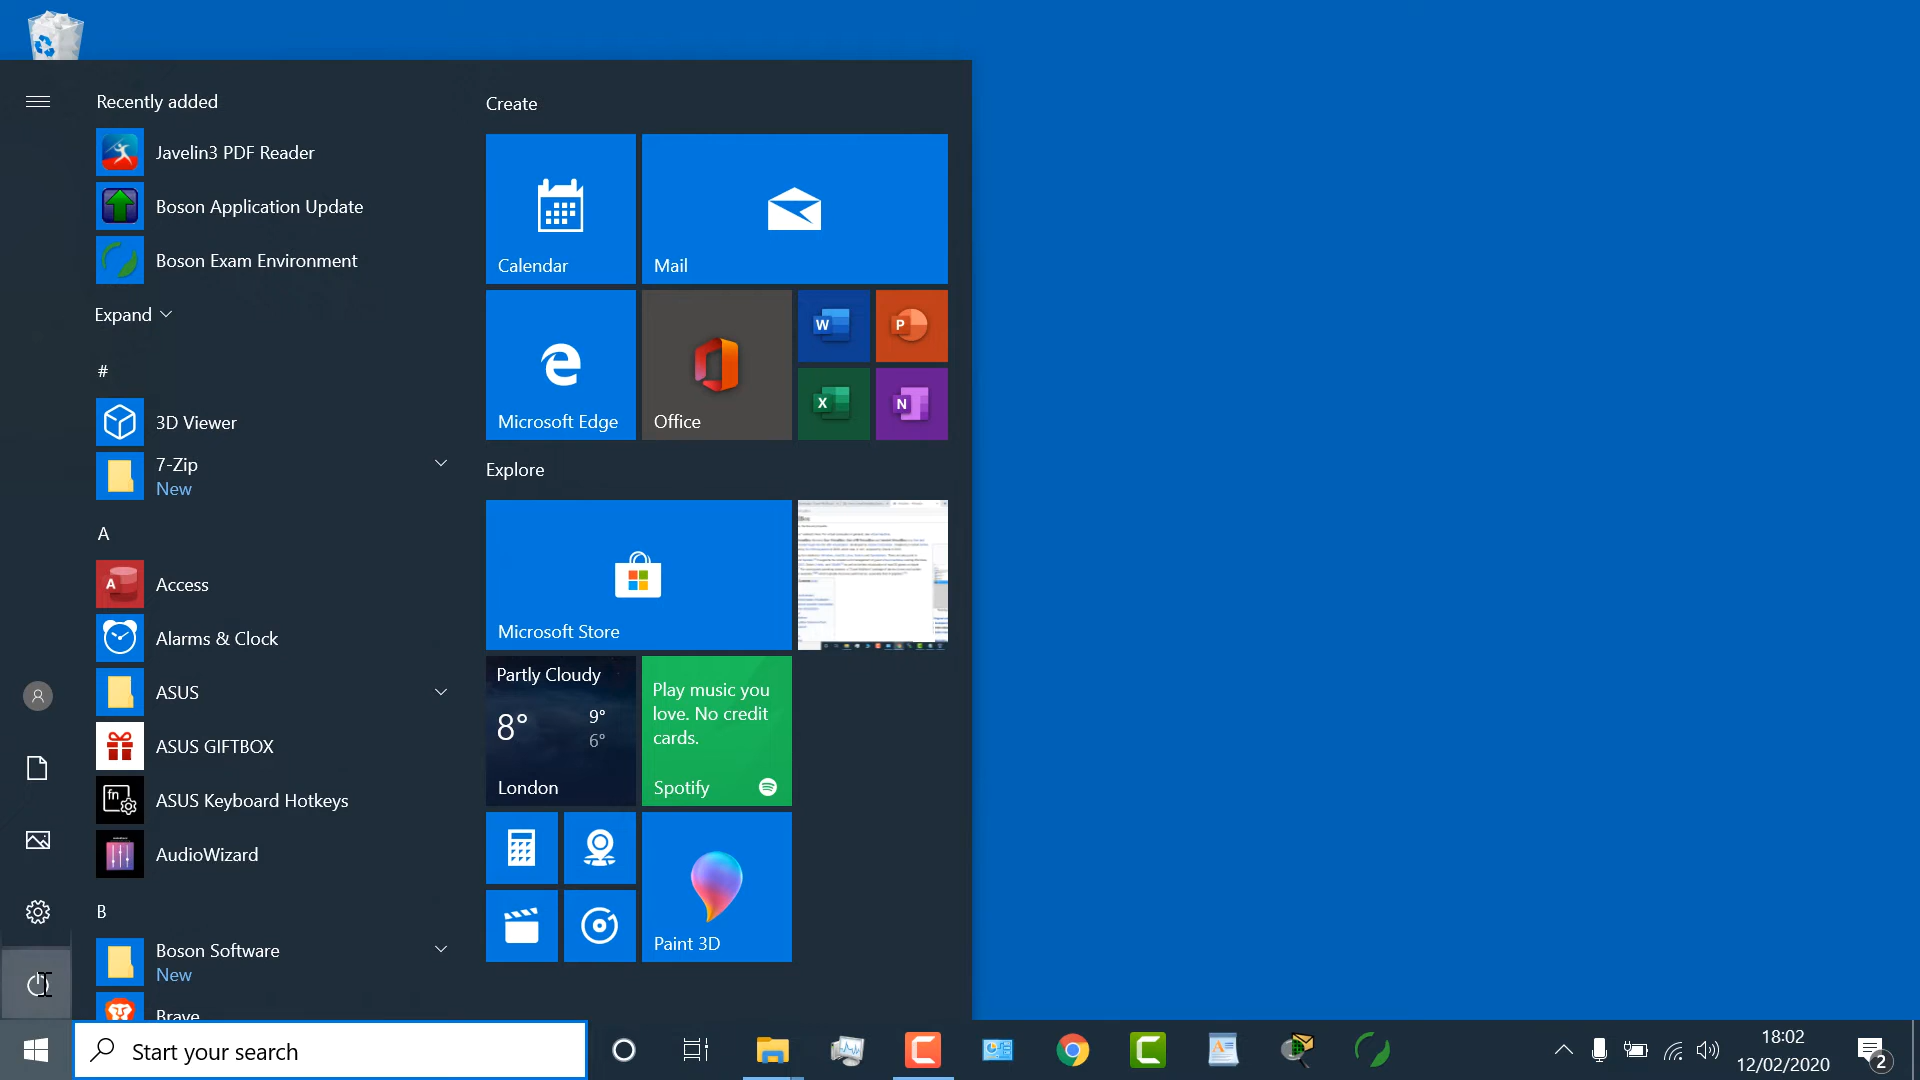 Recently added
Javelin3 PDF Reader
Boson Application Update
Boson Exam Environment
Expand
#
3D Viewer
7-Zip
New
A
Access
Alarms & Clock
ASUS
ASUS GIFTBOX
fn
ASUS Keyboard Hotkeys
AudioWizard
B
Boson Software
New
Brave
Create
Calendar
Mail
Microsoft Edge
Office
W
P
X
N
Explore
Microsoft Store
Partly Cloudy
8°
9°
6°
London
Play music you
love. No credit
cards.
Spotify
Paint 3D
Start your search
18:02
12/02/2020
2